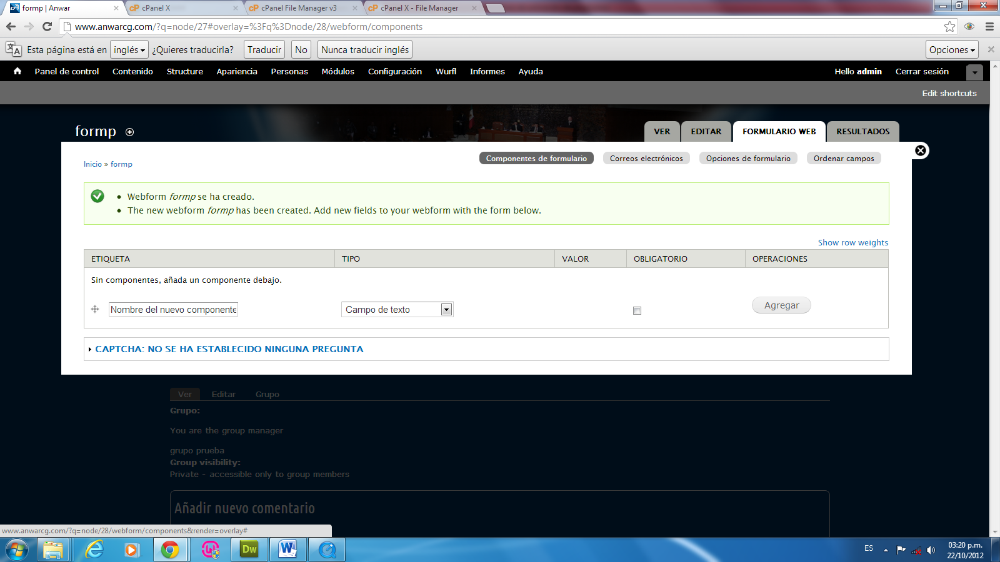 formp | Anwar
cPanel X
cPanel File Manager v3
cPanel X - File Manager
www.anwarcg.com/?q=node/27#overlay=%3Fq%3Dnode/28/webform/components
Esta página está en inglés ¿Quieres traducirla? Traducir No Nunca traducir inglés Opciones
Panel de control Contenido Structure Apariencia Personas Módulos Configuración Wurfl Informes Ayuda Hello admin Cerrar sesión
Edit shortcuts
formp VER EDITAR FORMULARIO WEB RESULTADOS
Componentes de formulario Correos electrónicos Opciones de formulario Ordenar campos
Inicio » formp
Webform formp se ha creado.
The new webform formp has been created. Add new fields to your webform with the form below.
Show row weights
ETIQUETA TIPO VALOR OBLIGATORIO OPERACIONES
Sin componentes, añada un componente debajo.
Nombre del nuevo componente Campo de texto Agregar
CAPTCHA: NO SE HA ESTABLECIDO NINGUNA PREGUNTA
Ver Editar Grupo
Grupo:
You are the group manager
grupo prueba
Group visibility:
Private - accessible only to group members
Añadir nuevo comentario
www.anwarcg.com/?q=node/28/webform/components&render=overlay#
Dw
W
ES
03:20 p.m.
22/10/2012